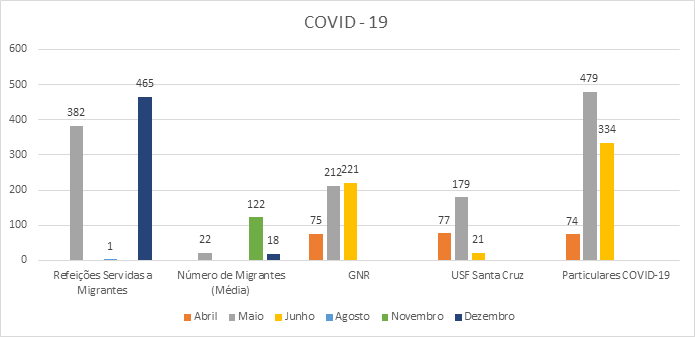 COVID - 19
600
500
400
300
200
100
0
382
1
465
22
122
18
75
212
221
77
179
21
74
479
334
Refeições Servidas a
Migrantes
Número de Migrantes
(Média)
GNR
USF Santa Cruz
Particulares COVID-19
Abril Maio Junho Agosto Novembro Dezembro